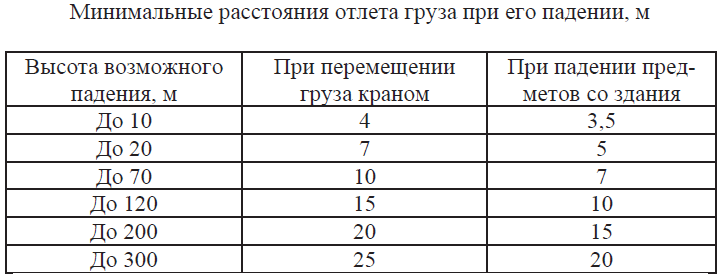 Минимальные расстояния отлета груза при его падении, м
Высота возможного падения, м | При перемещении груза краном | При падении пред-метов со здания
До 10 | 4 | 3,5
До 20 | 7 | 5
До 70 | 10 | 7
До 120 | 15 | 10
До 200 | 20 | 15
До 300 | 25 | 20